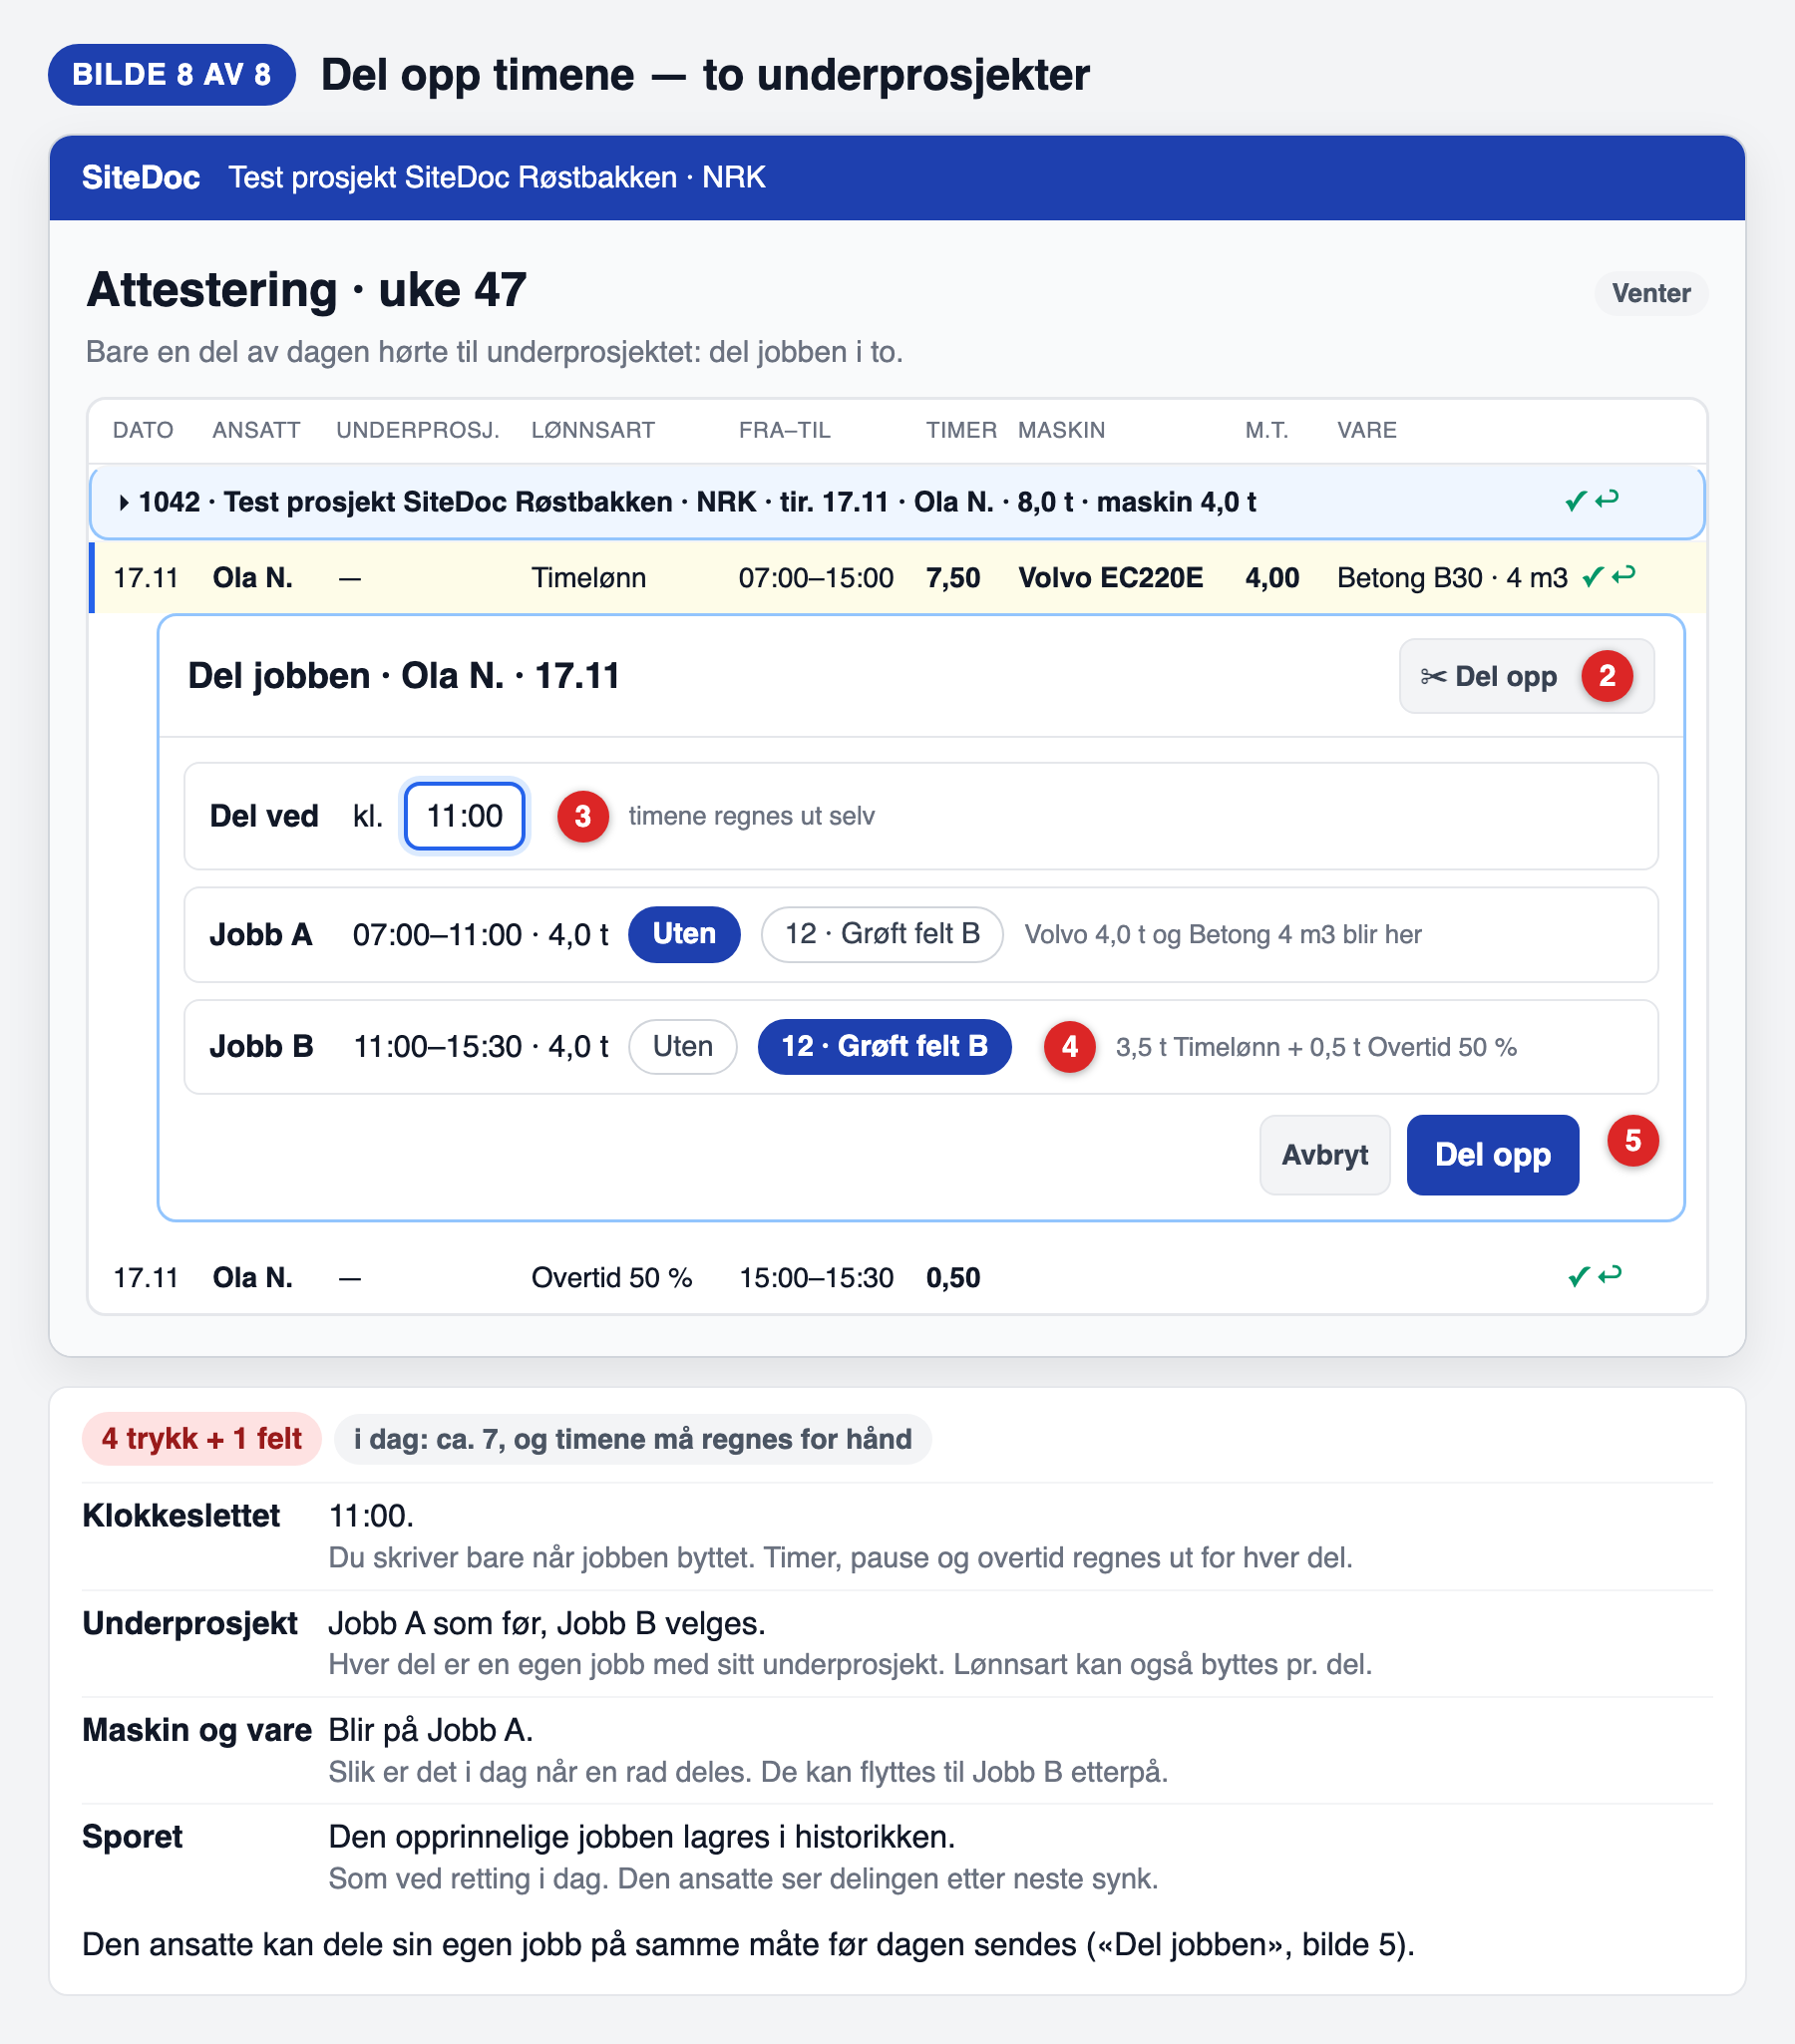 BILDE 8 AV 8 Del opp timene — to underprosjekter
SiteDoc Test prosjekt SiteDoc Røstbakken · NRK
Attestering · uke 47 Venter
Bare en del av dagen hørte til underprosjektet: del jobben i to.
DATO ANSATT UNDERPROSJ. LØNNSART FRA–TIL TIMER MASKIN M.T. VARE
▸ 1042 · Test prosjekt SiteDoc Røstbakken · NRK · tir. 17.11 · Ola N. · 8,0 t · maskin 4,0 t ✓ ↩
17.11 Ola N. — Timelønn 07:00–15:00 7,50 Volvo EC220E 4,00 Betong B30 · 4 m3 ✓ ↩
Del jobben · Ola N. · 17.11 ✂ Del opp 2
Del ved kl. 11:00 3 timene regnes ut selv
Jobb A 07:00–11:00 · 4,0 t Uten 12 · Grøft felt B Volvo 4,0 t og Betong 4 m3 blir her
Jobb B 11:00–15:30 · 4,0 t Uten 12 · Grøft felt B 4 3,5 t Timelønn + 0,5 t Overtid 50 %
Avbryt Del opp 5
17.11 Ola N. — Overtid 50 % 15:00–15:30 0,50 ✓ ↩
4 trykk + 1 felt i dag: ca. 7, og timene må regnes for hånd
Klokkeslettet 11:00.
Du skriver bare når jobben byttet. Timer, pause og overtid regnes ut for hver del.
Underprosjekt Jobb A som før, Jobb B velges.
Hver del er en egen jobb med sitt underprosjekt. Lønnsart kan også byttes pr. del.
Maskin og vare Blir på Jobb A.
Slik er det i dag når en rad deles. De kan flyttes til Jobb B etterpå.
Sporet Den opprinnelige jobben lagres i historikken.
Som ved retting i dag. Den ansatte ser delingen etter neste synk.
Den ansatte kan dele sin egen jobb på samme måte før dagen sendes («Del jobben», bilde 5).